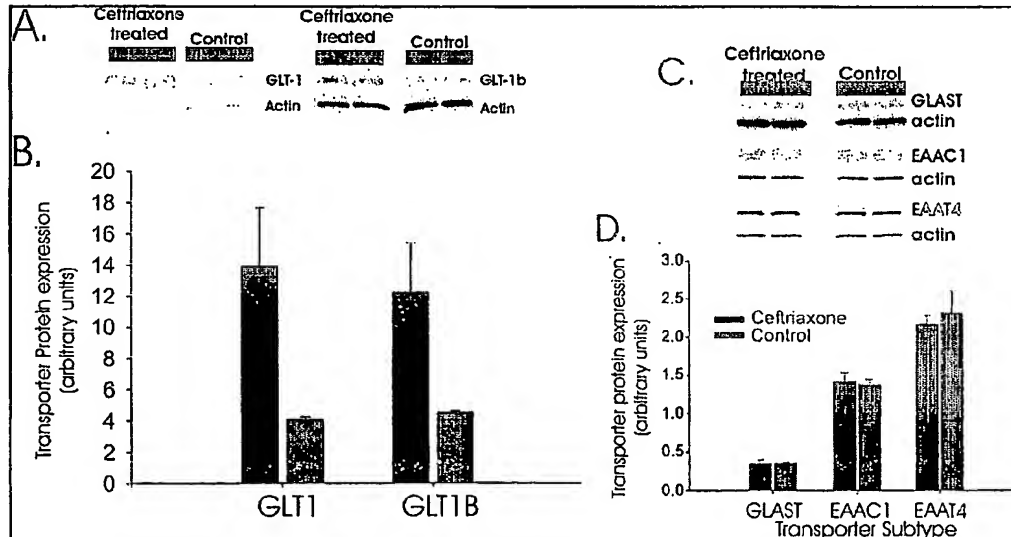 A.
Ceftriaxone
treated
Control
GLT-1
Actin
Ceftriaxone
treated
Control
GLT-1b
Actin
B.
Transporter Protein expression
(arbitrary units)
20
18
16
14
12
10
8
6
4
2
0
GLT1
GLT1B
C.
Ceftriaxone
treated
Control
GLAST
actin
EAAC1
actin
EAAT4
actin
D.
Transporter protein expression
(arbitrary units)
3.0
2.5
2.0
1.5
1.0
0.5
0.0
Ceftriaxone
Control
GLAST
EAAC1
EAAT4
Transporter Subtype